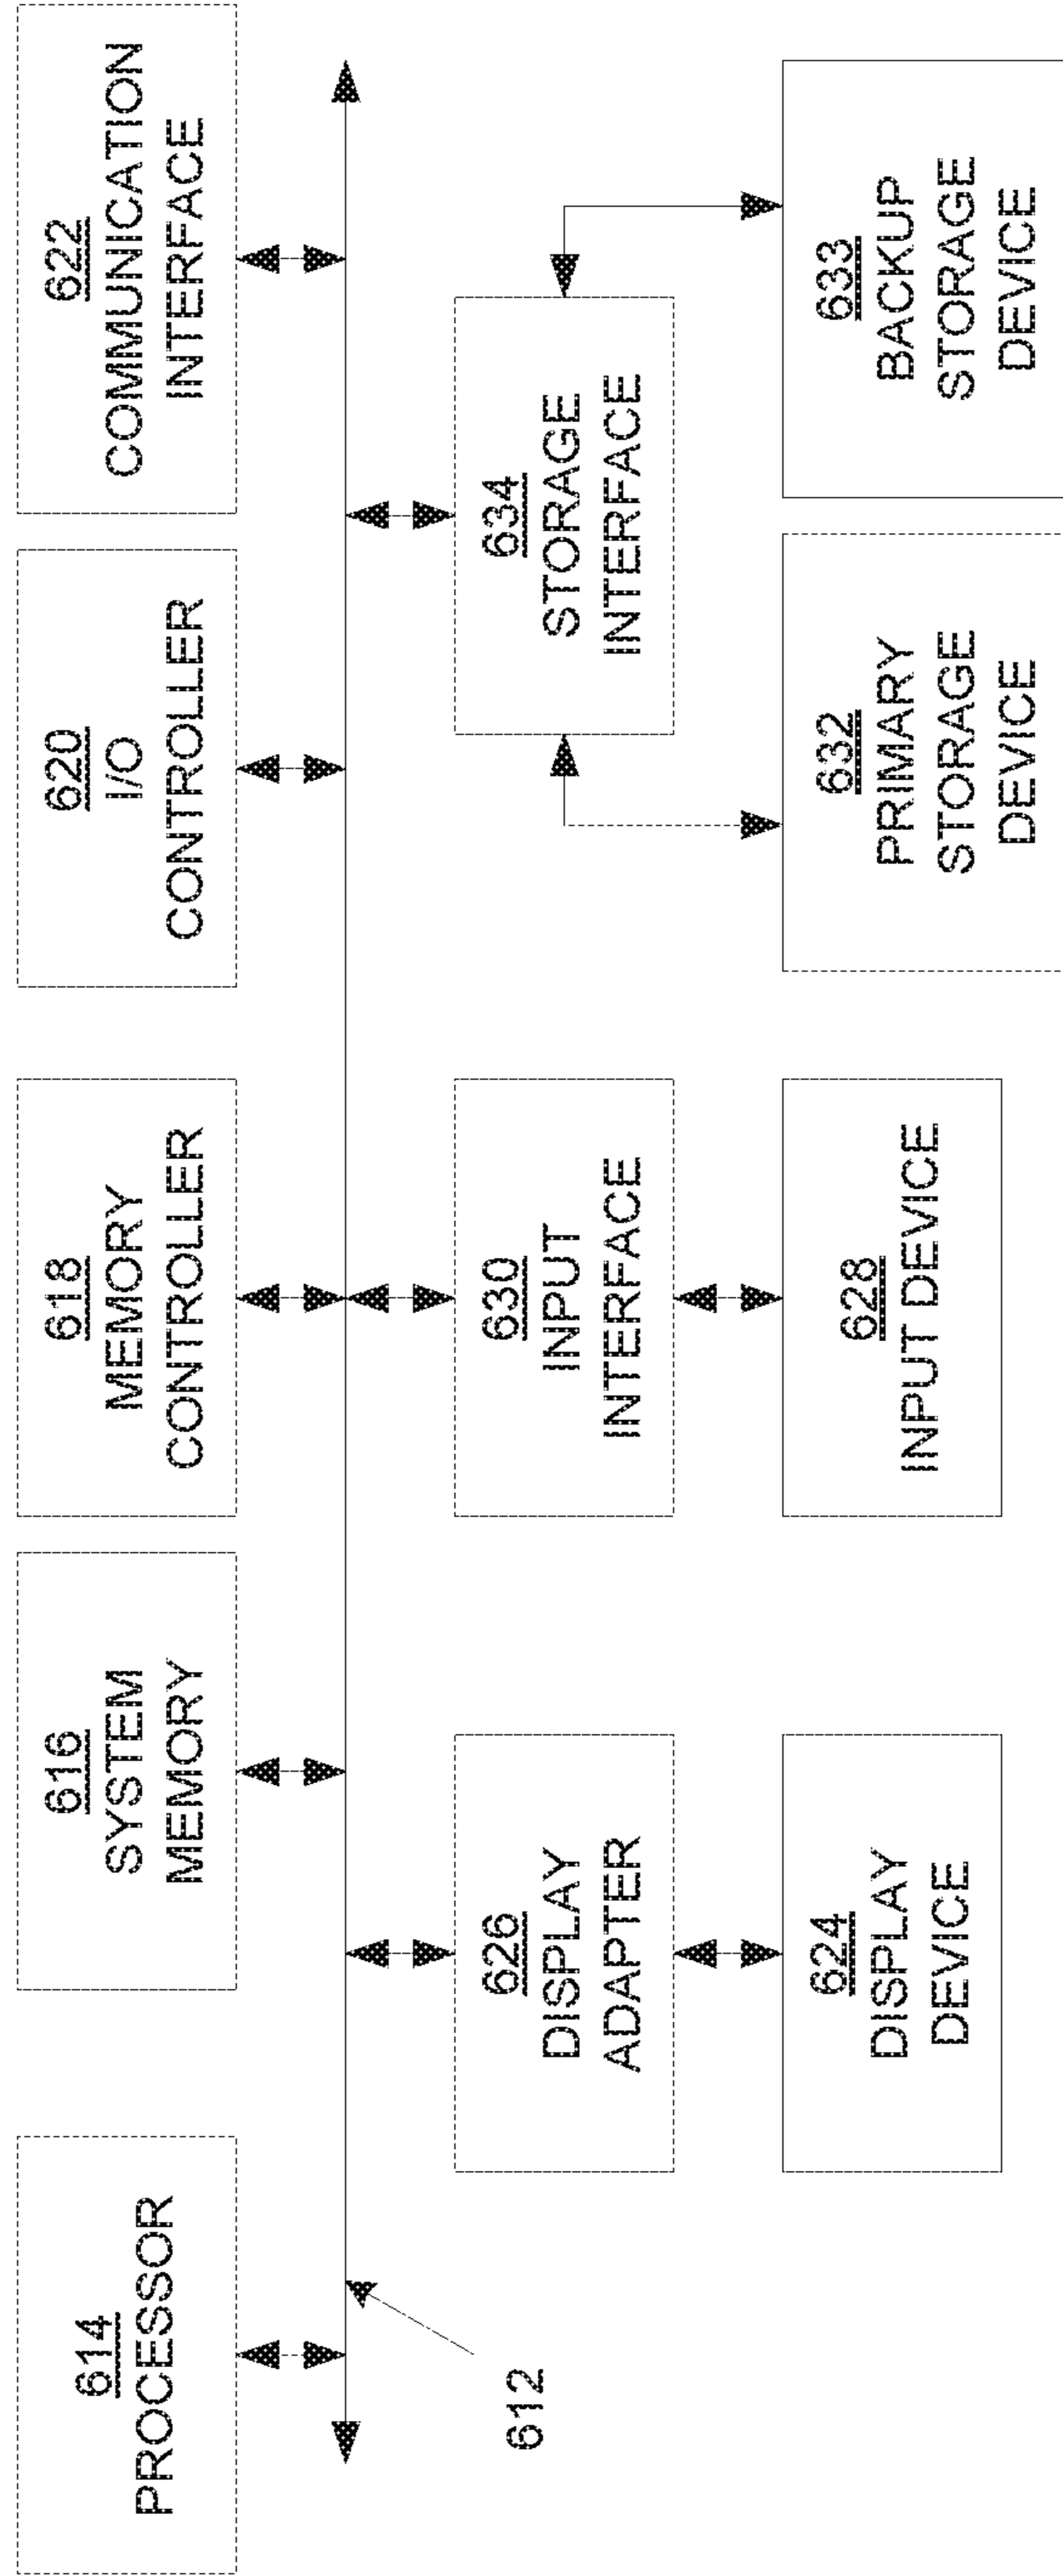 614
PROCESSOR
616
SYSTEM
MEMORY
618
MEMORY
CONTROLLER
620
I/O
CONTROLLER
622
COMMUNICATION
INTERFACE
612
626
DISPLAY
ADAPTER
630
INPUT
INTERFACE
634
STORAGE
INTERFACE
624
DISPLAY
DEVICE
628
INPUT DEVICE
632
PRIMARY
STORAGE
DEVICE
633
BACKUP
STORAGE
DEVICE